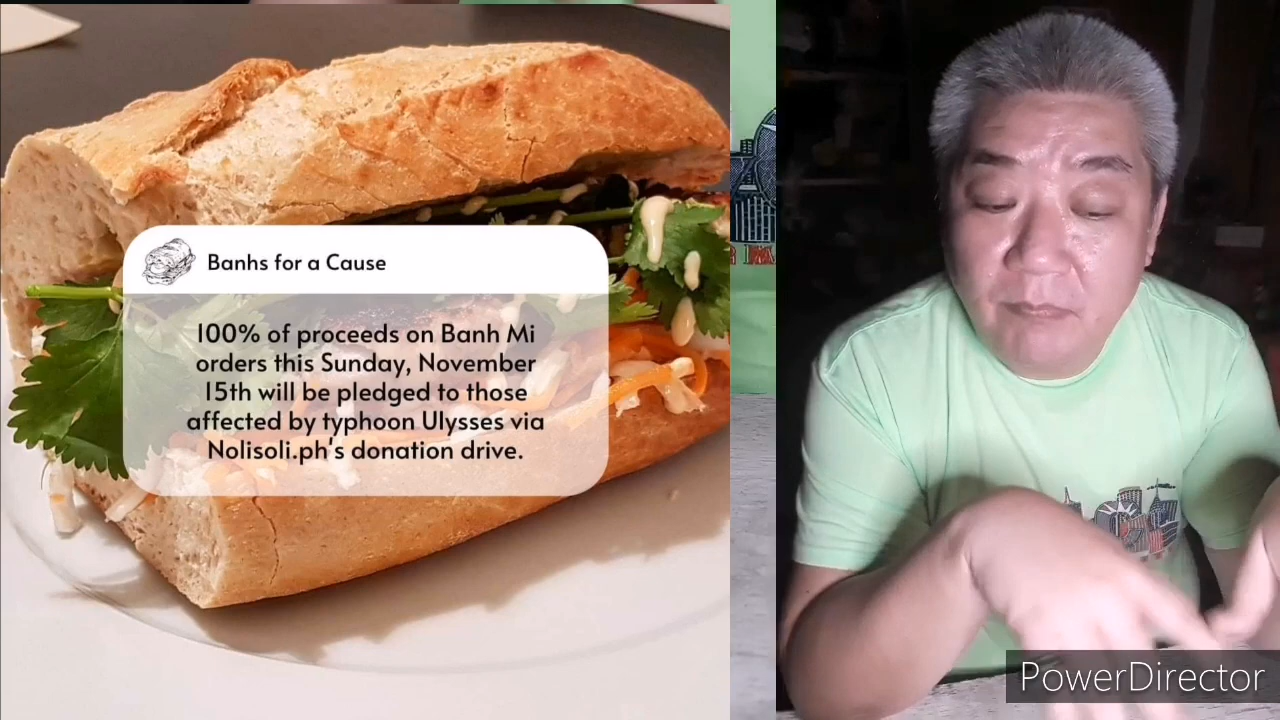 Banhs for a Cause
100% of proceeds on Banh Mi
orders this Sunday, November
15th will be pledged to those
affected by typhoon Ulysses via
Nolisoli.ph's donation drive.
PowerDirector